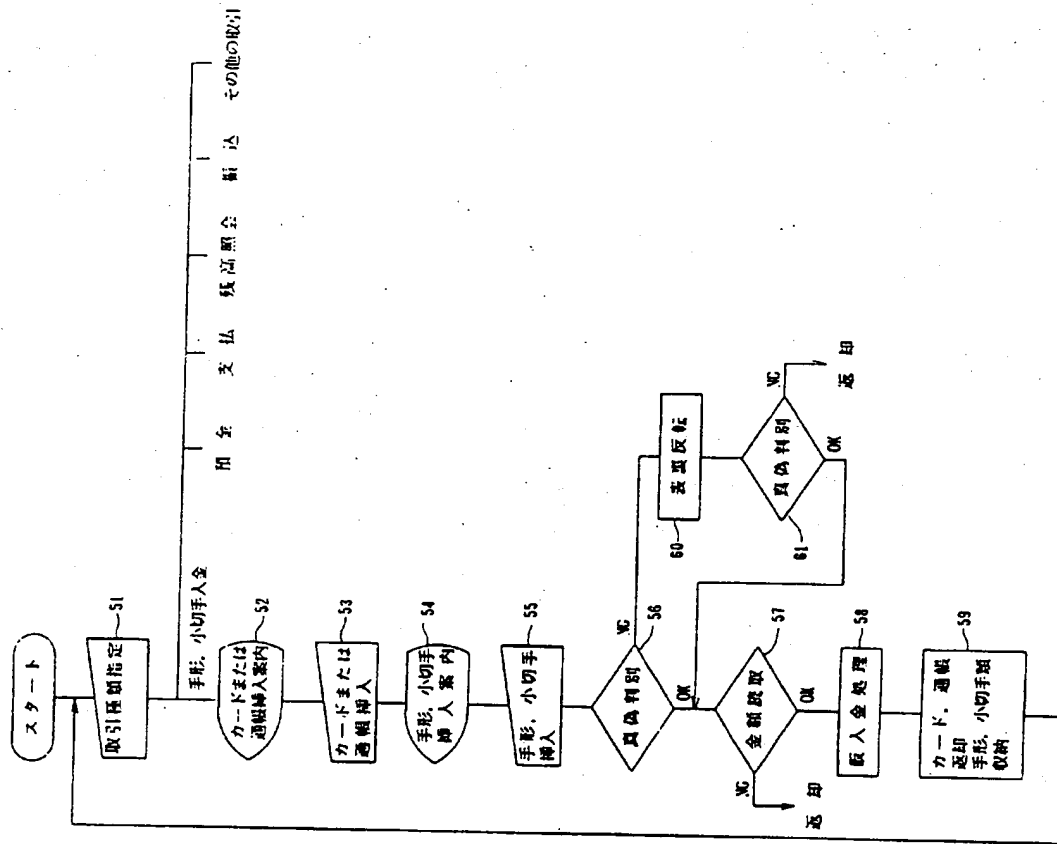 スタート
取引種類指定
51
手形，小切手入金
預金
支払
残高照会
振込
その他の取引
カードまたは
通帳挿入案内
52
カードまたは
通帳挿入
53
手形，小切手
挿入案内
54
手形，小切手
挿入
55
真偽判別
56
NG
OK
表裏反転
60
真偽判別
61
NG
返却
OK
金額読取
57
NG
返却
OK
仮入金処理
58
カード，通帳
返却
手形，小切手類
収納
59